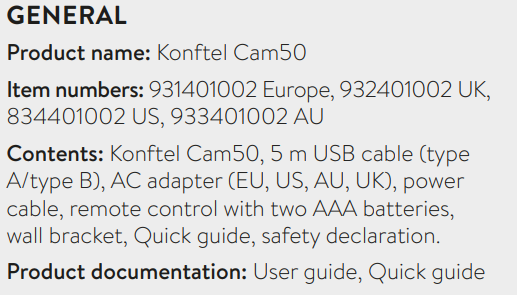 GENERAL
Product name: Konftel Cam50
Item numbers: 931401002 Europe, 932401002 UK,
834401002 US, 933401002 AU
Contents: Konftel Cam50, 5 m USB cable (type
A/type B), AC adapter (EU, US, AU, UK), power
cable, remote control with two AAA batteries,
wall bracket, Quick guide, safety declaration.
Product documentation: User guide, Quick guide